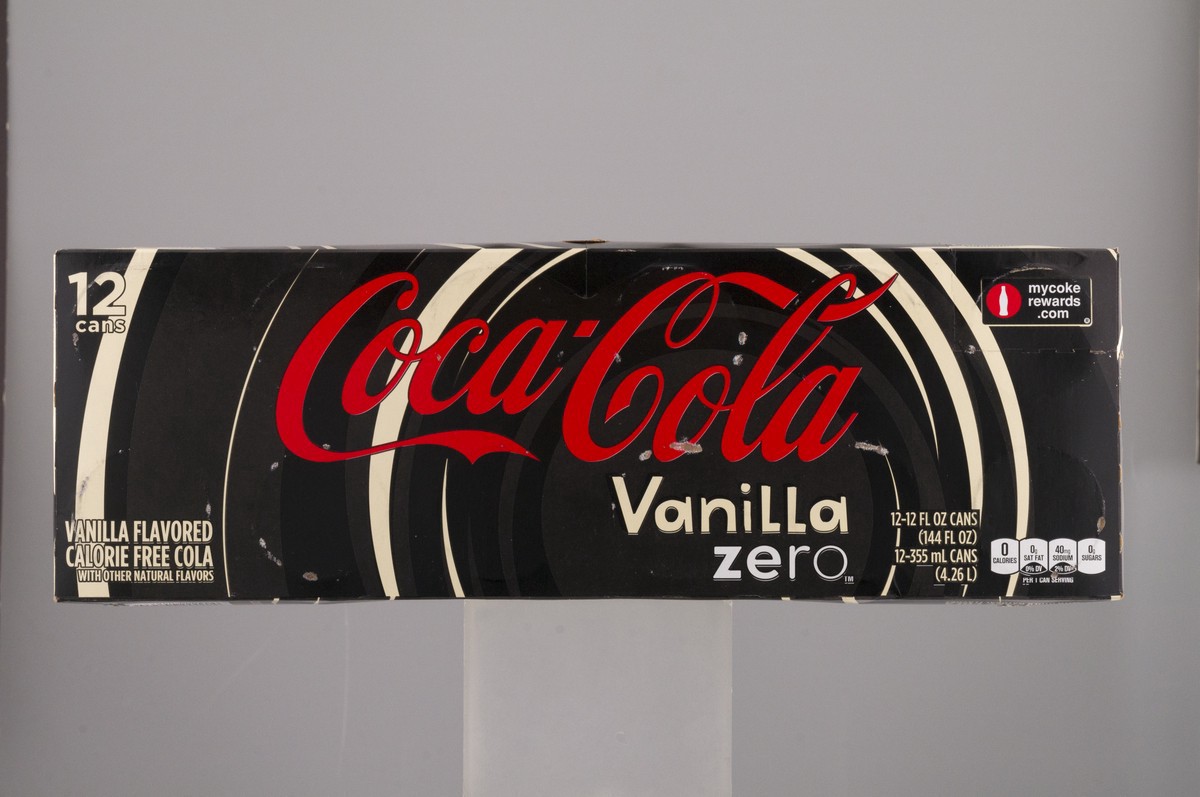 12
cans
Coca-Cola
Vanilla
zero™
mycoke
rewards
.com
®
VANILLA FLAVORED
CALORIE FREE COLA
WITH OTHER NATURAL FLAVORS
12-12 FL OZ CANS
(144 FL OZ)
12-355 mL CANS
(4.26 L)
0
CALORIES
0g
SAT FAT
0% DV
40mg
SODIUM
2% DV
0g
SUGARS
PER 1 CAN SERVING